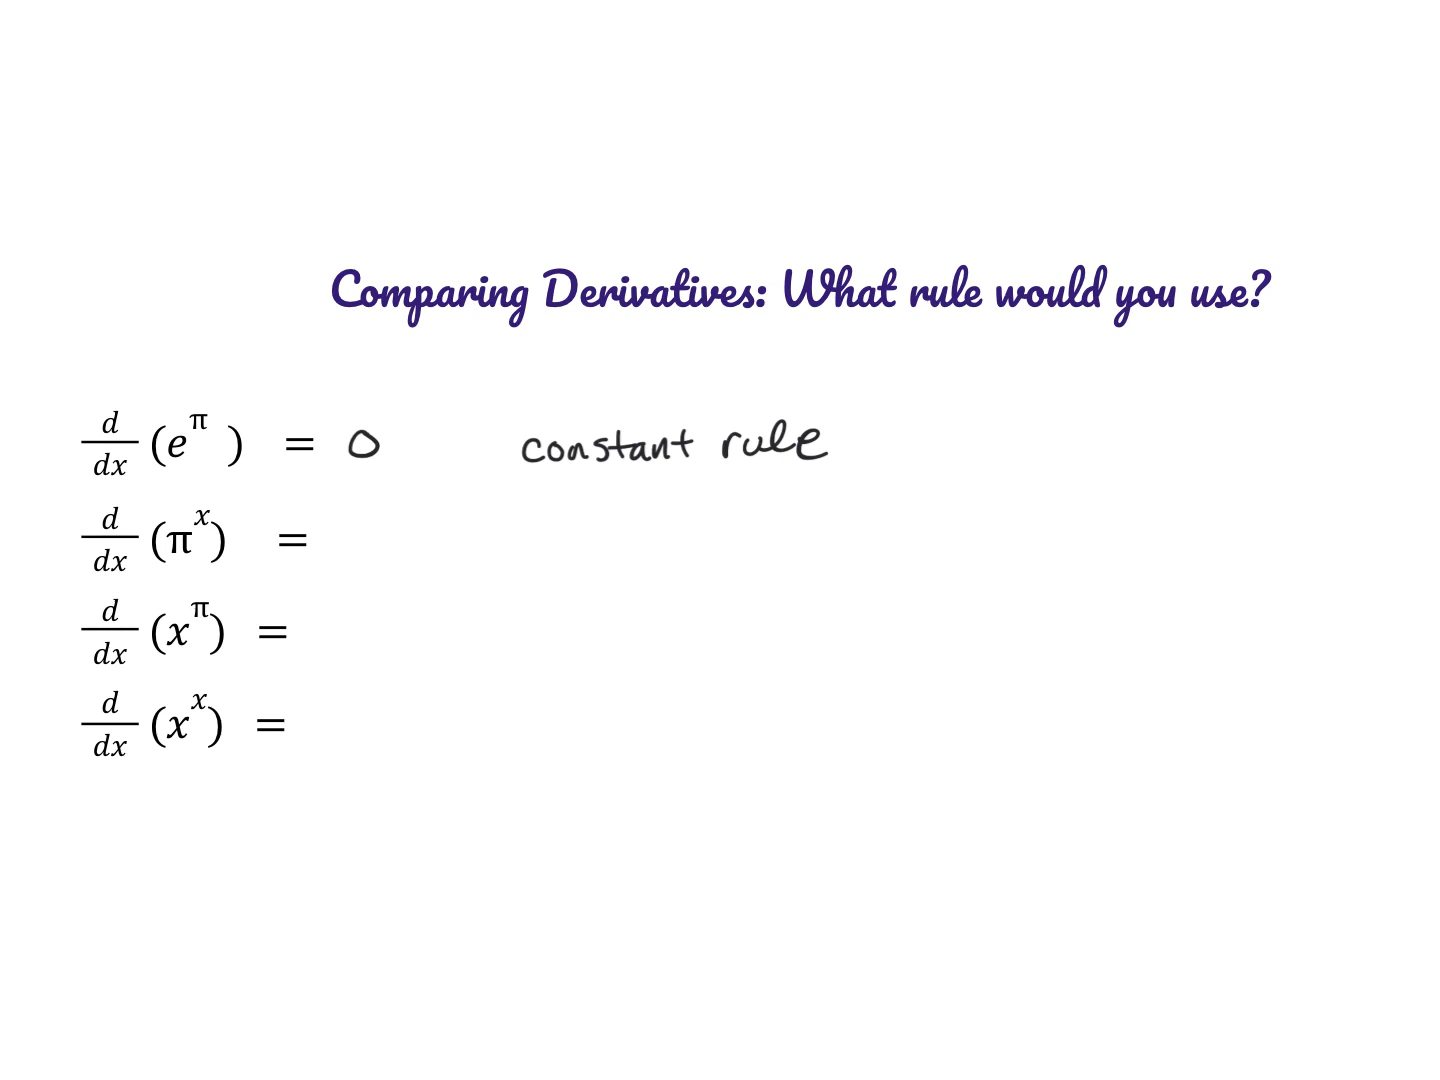 Comparing Derivatives: What rule would you use?
d/dx (e^π) = 0 constant rule
d/dx (π^x) =
d/dx (x^π) =
d/dx (x^x) =